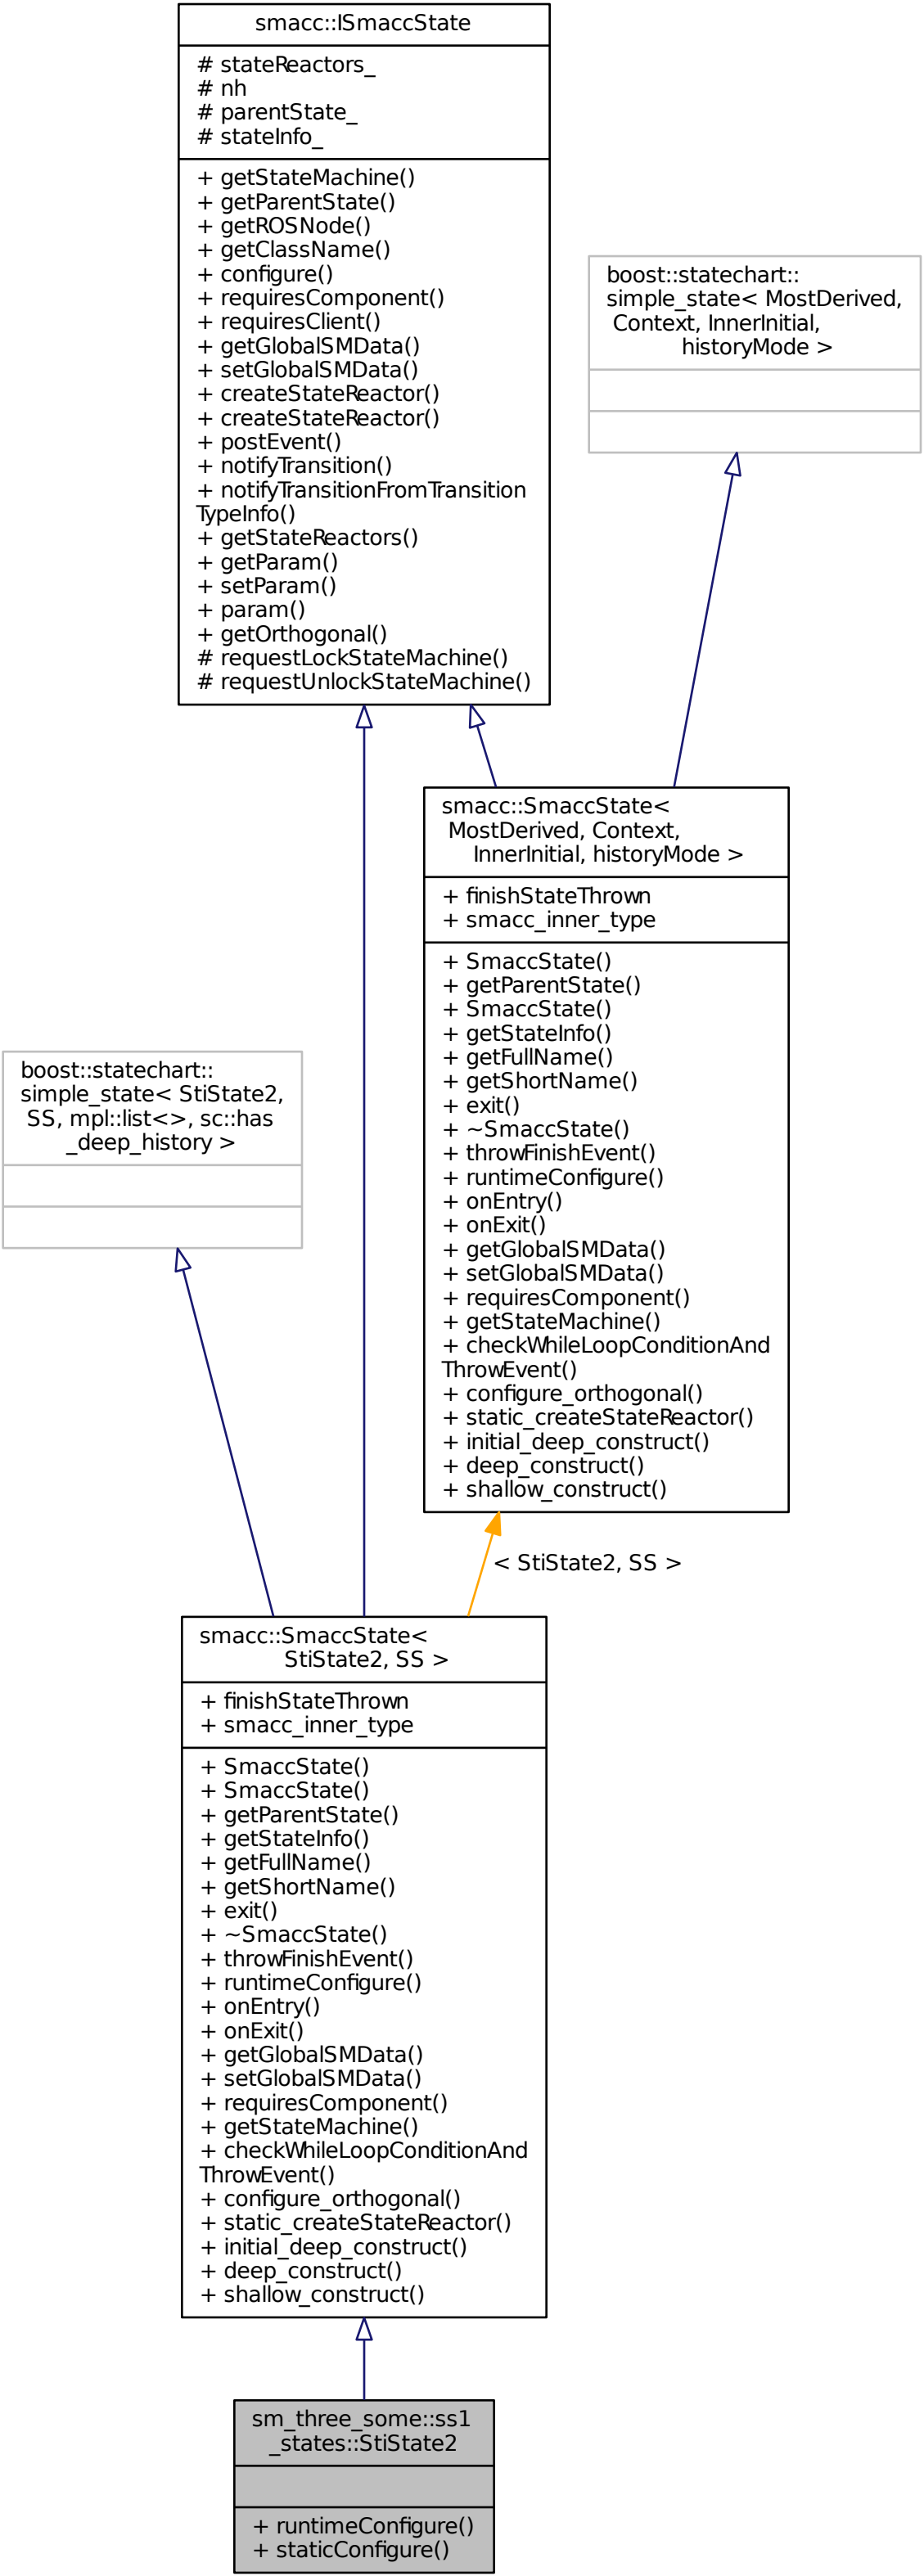 smacc::ISmaccState
# stateReactors_
# nh
# parentState_
# stateInfo_
+ getStateMachine()
+ getParentState()
+ getROSNode()
+ getClassName()
+ configure()
+ requiresComponent()
+ requiresClient()
+ getGlobalSMData()
+ setGlobalSMData()
+ createStateReactor()
+ createStateReactor()
+ postEvent()
+ notifyTransition()
+ notifyTransitionFromTransition
TypeInfo()
+ getStateReactors()
+ getParam()
+ setParam()
+ param()
+ getOrthogonal()
# requestLockStateMachine()
# requestUnlockStateMachine()
boost::statechart::
simple_state< MostDerived,
Context, InnerInitial,
historyMode >
smacc::SmaccState<
MostDerived, Context,
InnerInitial, historyMode >
+ finishStateThrown
+ smacc_inner_type
+ SmaccState()
+ getParentState()
+ SmaccState()
+ getStateInfo()
+ getFullName()
+ getShortName()
+ exit()
+ ~SmaccState()
+ throwFinishEvent()
+ runtimeConfigure()
+ onEntry()
+ onExit()
+ getGlobalSMData()
+ setGlobalSMData()
+ requiresComponent()
+ getStateMachine()
+ checkWhileLoopConditionAnd
ThrowEvent()
+ configure_orthogonal()
+ static_createStateReactor()
+ initial_deep_construct()
+ deep_construct()
+ shallow_construct()
boost::statechart::
simple_state< StiState2,
SS, mpl::list<>, sc::has
_deep_history >
< StiState2, SS >
smacc::SmaccState<
StiState2, SS >
+ finishStateThrown
+ smacc_inner_type
+ SmaccState()
+ SmaccState()
+ getParentState()
+ getStateInfo()
+ getFullName()
+ getShortName()
+ exit()
+ ~SmaccState()
+ throwFinishEvent()
+ runtimeConfigure()
+ onEntry()
+ onExit()
+ getGlobalSMData()
+ setGlobalSMData()
+ requiresComponent()
+ getStateMachine()
+ checkWhileLoopConditionAnd
ThrowEvent()
+ configure_orthogonal()
+ static_createStateReactor()
+ initial_deep_construct()
+ deep_construct()
+ shallow_construct()
sm_three_some::ss1
_states::StiState2
+ runtimeConfigure()
+ staticConfigure()